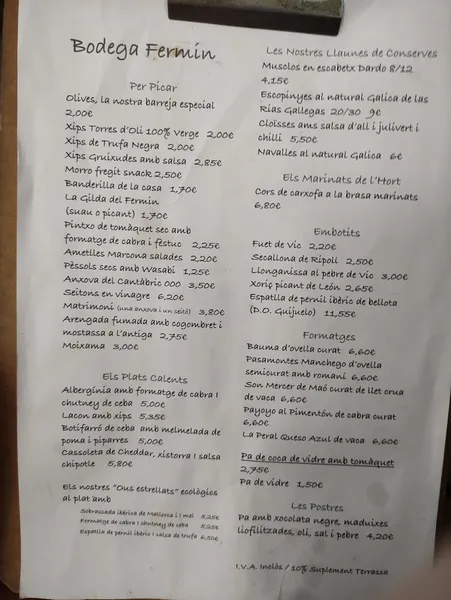 Bodega Fermin
Per Picar
Olives, la nostra barreja especial
2,00€
Xips Torres d'Oli 100% Verge 2,00€
Xips de Trufa Negra 2,00€
Xips Gruixudes amb salsa 2,85€
Morro fregit snack 2,50€
Banderilla de la casa 1,70€
La Gilda del Fermin
(suau o picant) 1,70€
Pintxo de tomàquet sec amb
formatge de cabra i fèstuc 2,25€
Ametlles Marcona salades 2,20€
Pèssols secs amb Wasabi 1,25€
Anxova del Cantàbric 000 3,50€
Seitons en vinagre 6,20€
Matrimoni (una anxova i un seitó) 3,80€
Arengada fumada amb cogombret i
mostassa a l'antiga 2,75€
Moixama 3,00€
Els Plats Calents
Albergínia amb formatge de cabra i
chutney de ceba 5,00€
Lacon amb xips 5,35€
Botifarró de ceba amb melmelada de
poma i piparres 5,00€
Cassoleta de Cheddar, xistorra i salsa
chipotle 5,80€
Els nostres "Ous estrellats" ecològics
al plat amb
Sobrassada ibèrica de Mallorca i mel 5,25€
Formatge de cabra i chutney de ceba 5,25€
Espatlla de pernil ibèric i salsa de trufa 6,50€
Les Nostres Llaunes de Conserves
Musclos en escabetx Dardo 8/12
4,15€
Escopinyes al natural Galica de las
Rias Gallegas 20/30 9€
Cloïsses ams salsa d'all i julivert i
chilli 5,50€
Navalles al natural Galica 6€
Els Marinats de l'Hort
Cors de carxofa a la brasa marinats
6,80€
Embotits
Fuet de Vic 2,20€
Secallona de Ripoll 2,50€
Llonganissa al pebre de Vic 3,00€
Xoriç picant de León 2,65€
Espatlla de pernil ibèric de bellota
(D.O. Guijuelo) 11,55€
Formatges
Bauma d'ovella curat 6,60€
Pasamontes Manchego d'ovella
semicurat amb romaní 6,60€
Son Mercer de Maó curat de llet crua
de vaca 6,60€
Payoyo al Pimentón de cabra curat
6,60€
La Peral Queso Azul de vaca 6,60€
Pa de coca de vidre amb tomàquet
2,75€
Pa de vidre 1,50€
Les Postres
Pa amb xocolata negre, maduixes
liofilitzades, oli, sal i pebre 4,20€
I.V.A. Inclòs / 10% Suplement Terrassa